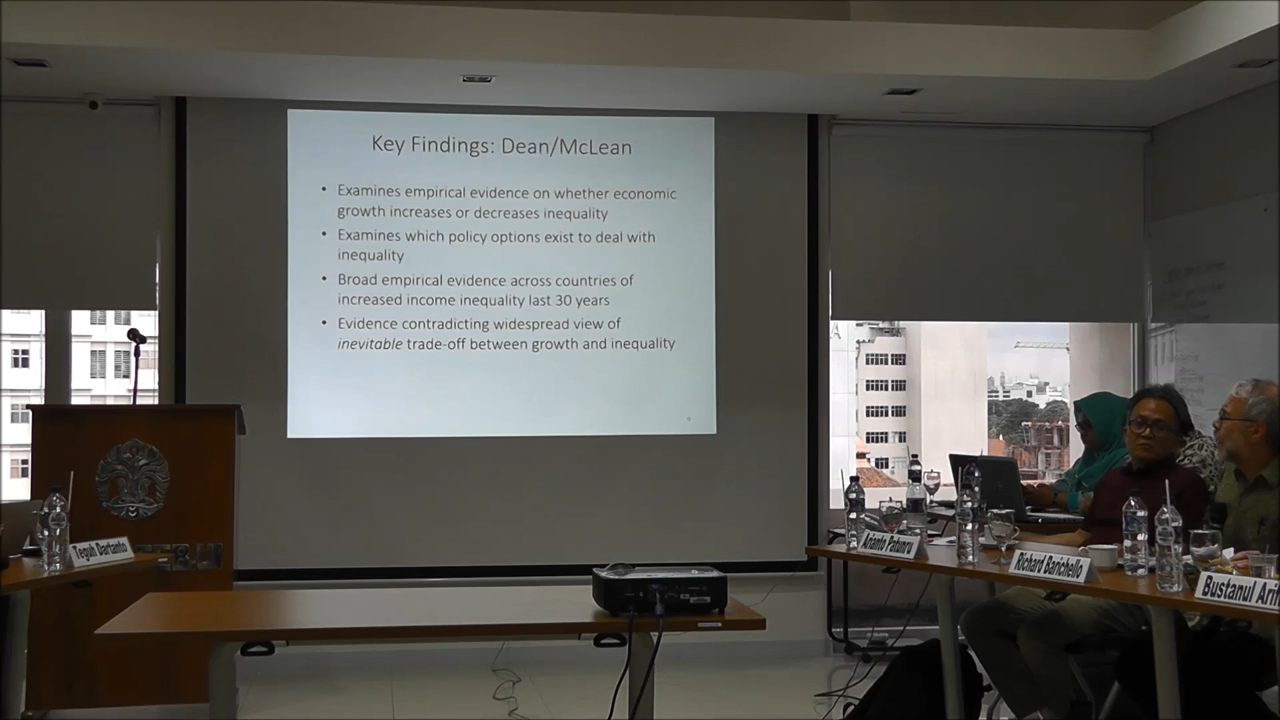 Key Findings: Dean/McLean
• Examines empirical evidence on whether economic
growth increases or decreases inequality
• Examines which policy options exist to deal with
inequality
• Broad empirical evidence across countries of
increased income inequality last 30 years
• Evidence contradicting widespread view of
inevitable trade-off between growth and inequality
Teguh Dartanto
Arianto Patunru
Richard Barichello
Bustanul Arif